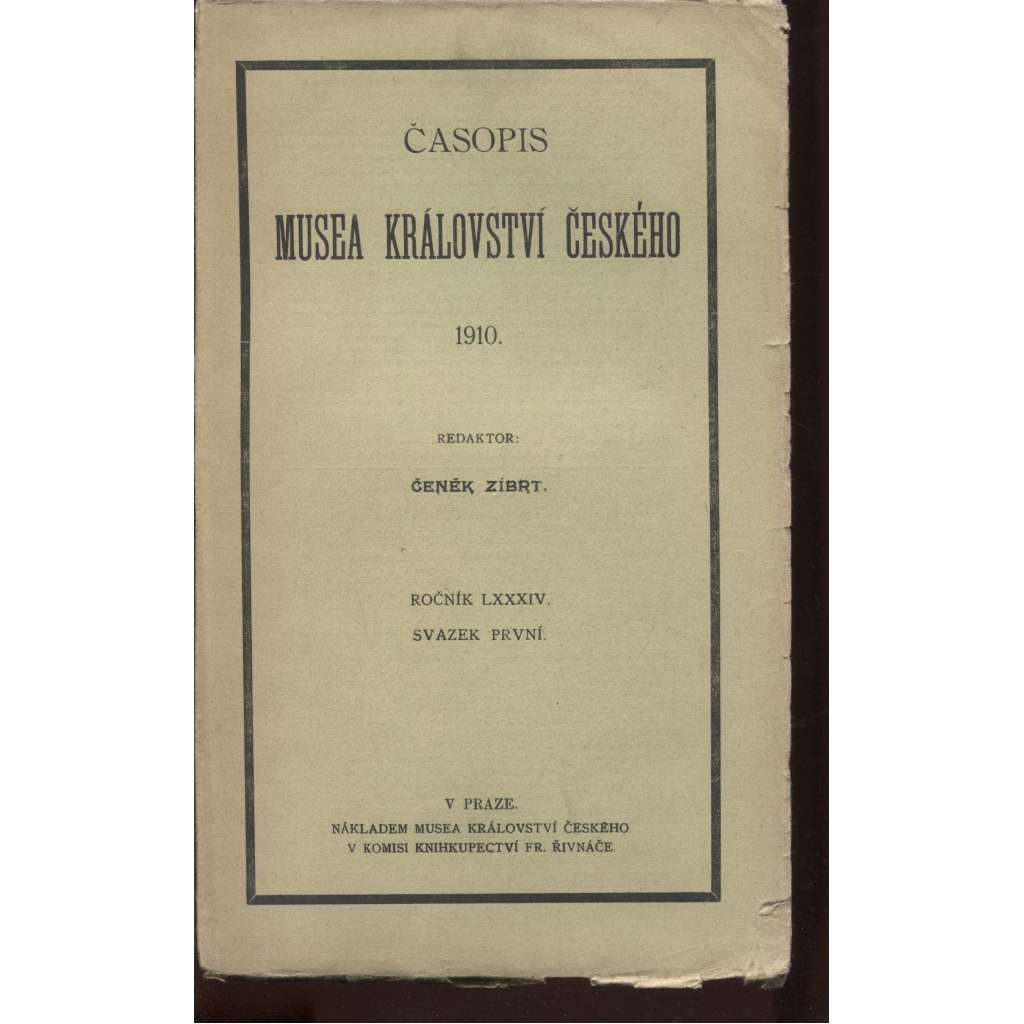 ČASOPIS
MUSEA KRÁLOVSTVÍ ČESKÉHO
1910.
REDAKTOR:
ČENĚK ZÍBRT.
ROČNÍK LXXXIV.
SVAZEK PRVNÍ.
V PRAZE.
NÁKLADEM MUSEA KRÁLOVSTVÍ ČESKÉHO.
V KOMISI KNIHKUPECTVÍ FR. ŘIVNÁČE.